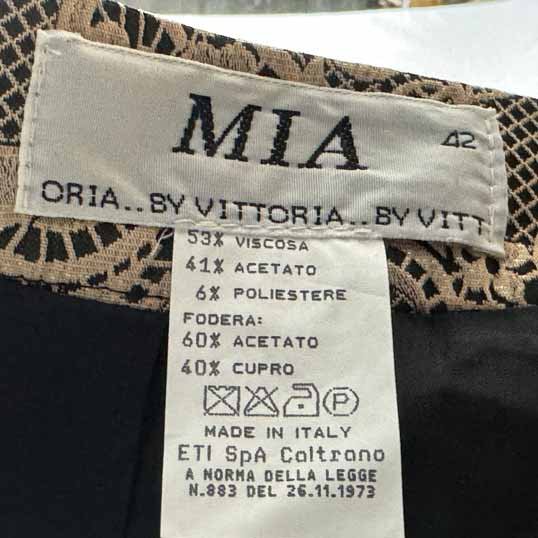 MIA 42
ORIA.. BY VITTORIA.. BY VITT
53% VISCOSA
41% ACETATO
6% POLIESTERE
FODERA:
60% ACETATO
40% CUPRO
P
MADE IN ITALY
ETI SpA Caltrano
A NORMA DELLA LEGGE
N.883 DEL 26.11.1973